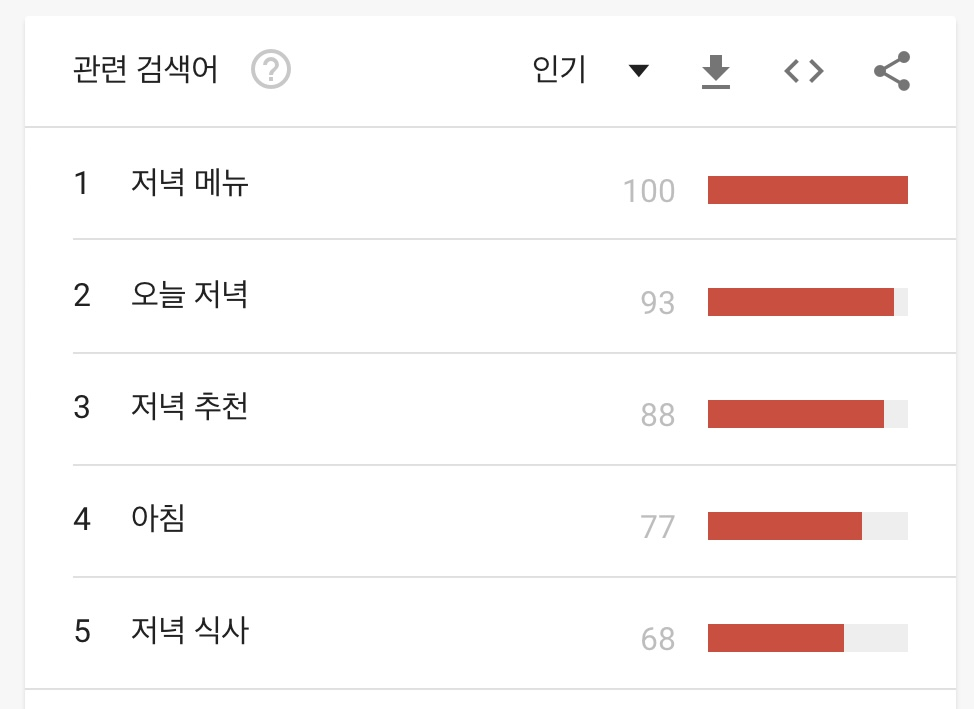 관련 검색어 ? 인기
1 저녁 메뉴 100
2 오늘 저녁 93
3 저녁 추천 88
4 아침 77
5 저녁 식사 68